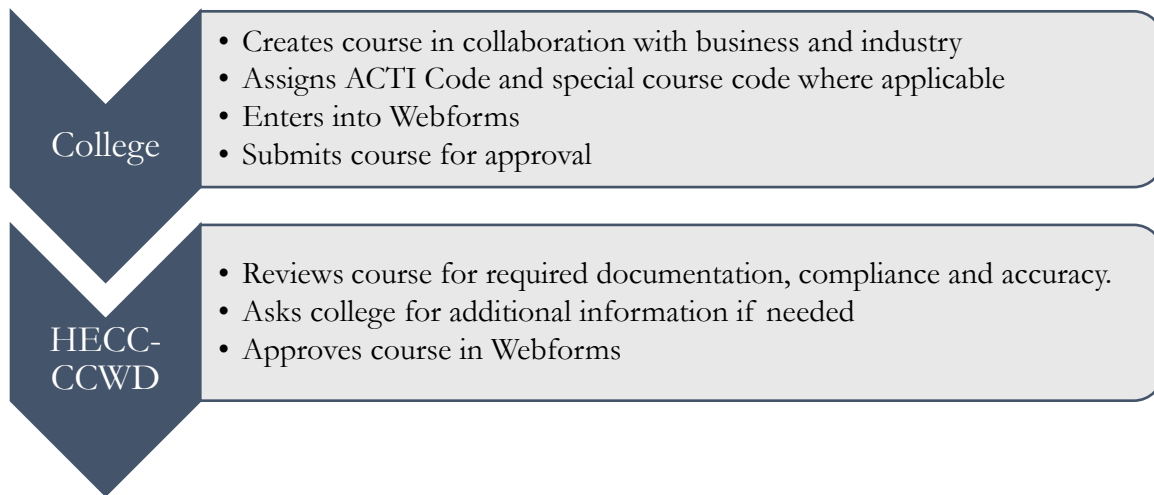 College
• Creates course in collaboration with business and industry
• Assigns ACTI Code and special course code where applicable
• Enters into Webforms
• Submits course for approval
HECC-
CCWD
• Reviews course for required documentation, compliance and accuracy.
• Asks college for additional information if needed
• Approves course in Webforms